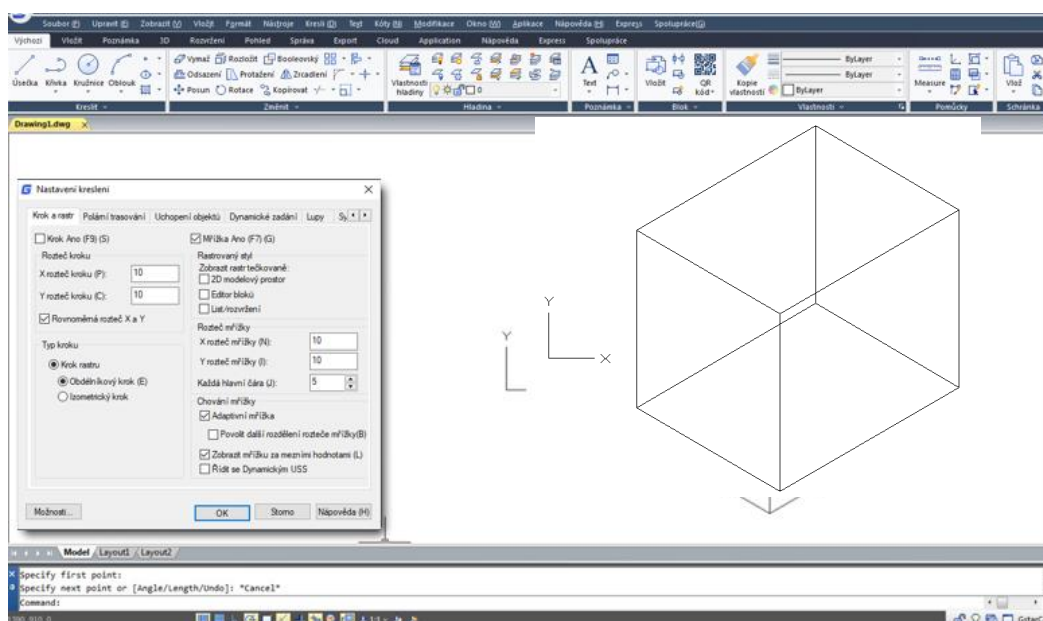 Soubor (F) Upravit (E) Zobrazit (V) Vložit Formát Nástroje Kresli (D) Text Kóty (N) Modifikace Okno (W) Aplikace Nápověda (H) Express Spolupráce(J)
Výchozí Vložit Poznámka 3D Rozvržení Pohled Správa Export Cloud Application Nápověda Express Spolupráce
Úsečka Křivka Kružnice Oblouk
Vymaž Rozložit Booleovský
Odsazení Protažení Zrcadlení
Posun Rotace Kopírovat
Vlastnosti hladiny
0
Text
Vložit
QR kód
Kopie vlastností
ByLayer
ByLayer
ByLayer
Measure
Vlož
Kreslit Změnit Hladina Poznámka Blok Vlastnosti Pomůcky Schránka
Drawing1.dwg x
Nastavení kreslení
Krok a rastr Polární trasování Uchopení objektů Dynamické zadání Lupy
Krok Ano (F9) (S)
Rozteč kroku
X rozteč kroku (P): 10
Y rozteč kroku (C): 10
Rovnoměrná rozteč X a Y
Typ kroku
Krok rastru
Obdélníkový krok (E)
Izometrický krok
Mřížka Ano (F7) (G)
Rastrovaný styl
Zobrazit rastr tečkovaně:
2D modelový prostor
Editor bloků
List/rozvržení
Rozteč mřížky
X rozteč mřížky (N): 10
Y rozteč mřížky (I): 10
Každá hlavní čára (J): 5
Chování mřížky
Adaptivní mřížka
Povolit další rozdělení rozteče mřížky(B)
Zobrazit mřížku za mezními hodnotami (L)
Řídit se Dynamickým USS
Možnosti... OK Storno Nápověda (H)
Y
Y
X
Model Layout1 Layout2
Specify first point:
Specify next point or [Angle/Length/Undo]: *Cancel*
Command:
1:1